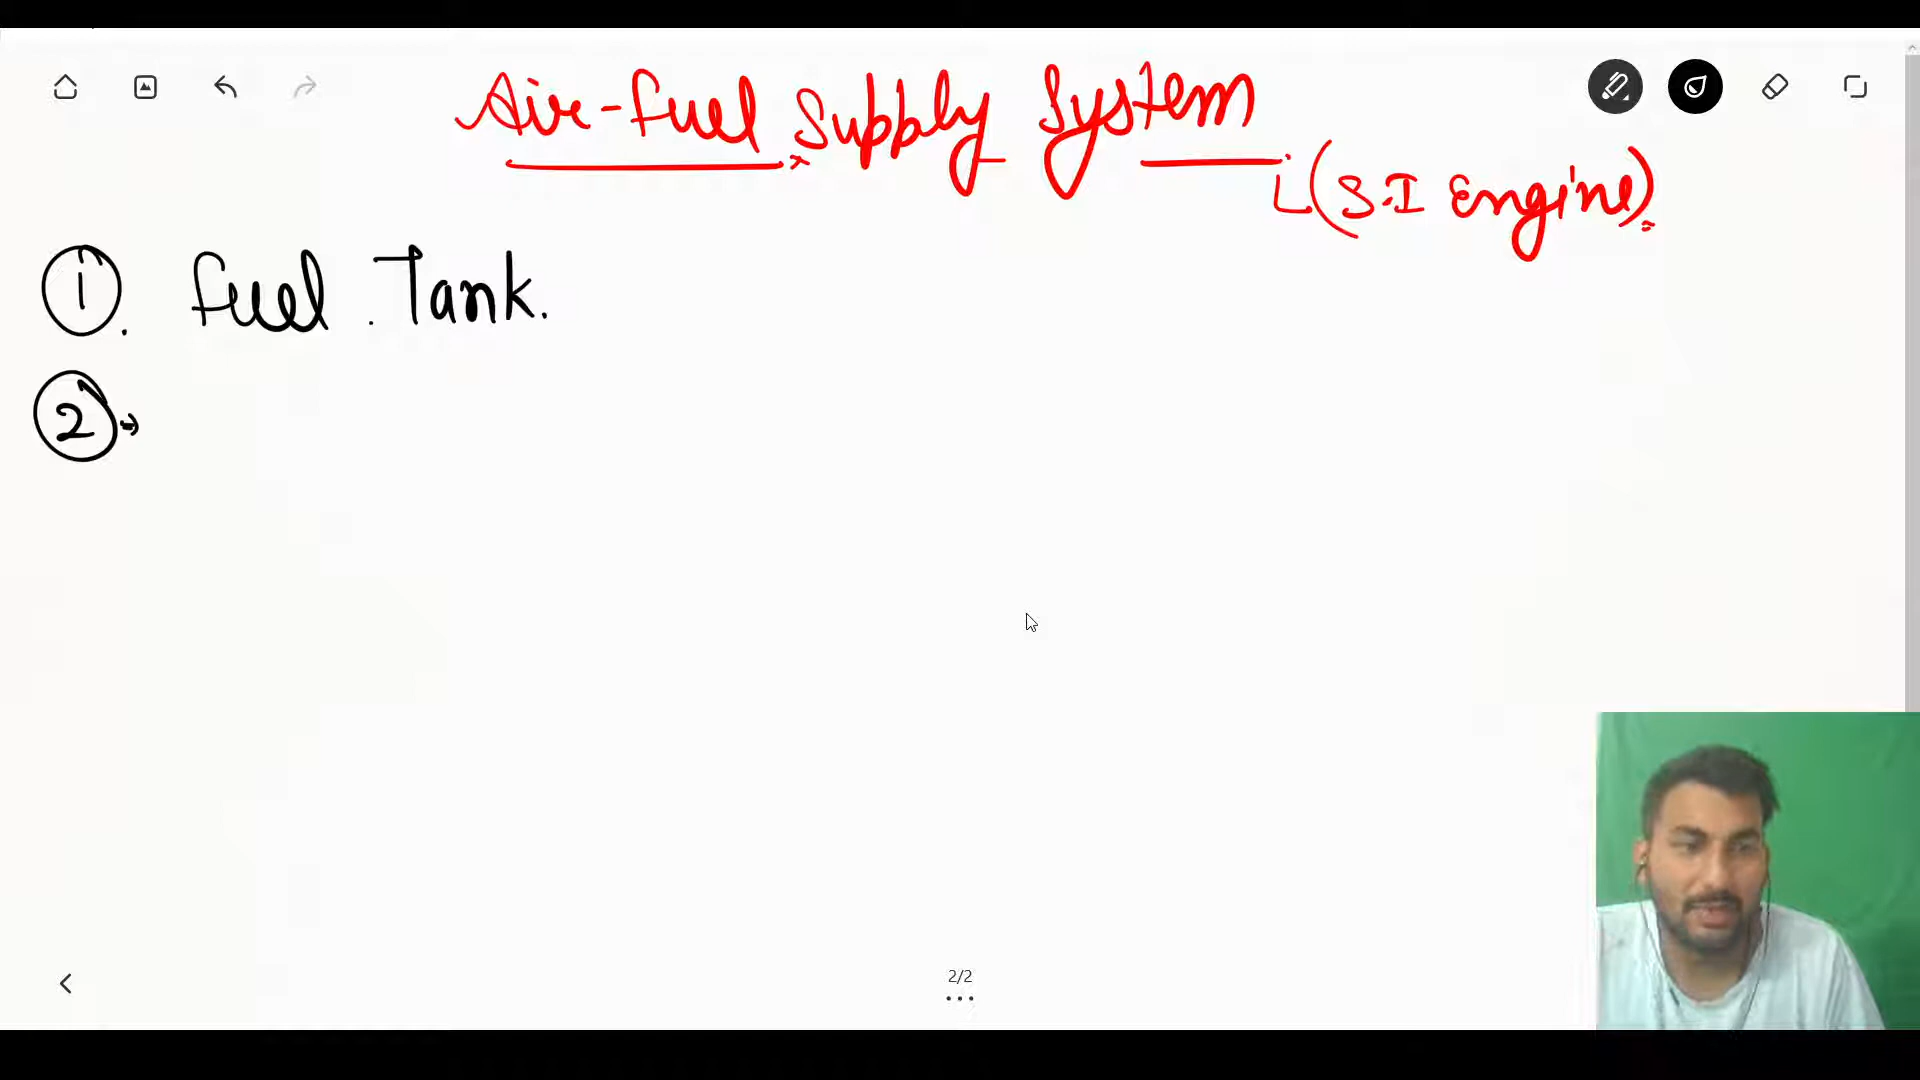 Air-Fuel Supply System
(S.I Engine)
1. Fuel Tank.
2→
2/2